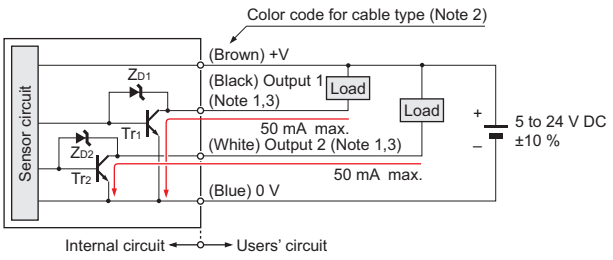 Color code for cable type (Note 2)
(Brown) +V
ZD1
(Black) Output 1
Load
(Note 1,3)
Load
Sensor circuit
Tr1
50 mA max.
+
5 to 24 V DC
±10 %
–
(White) Output 2 (Note 1,3)
ZD2
50 mA max.
Tr2
(Blue) 0 V
Internal circuit
Users' circuit